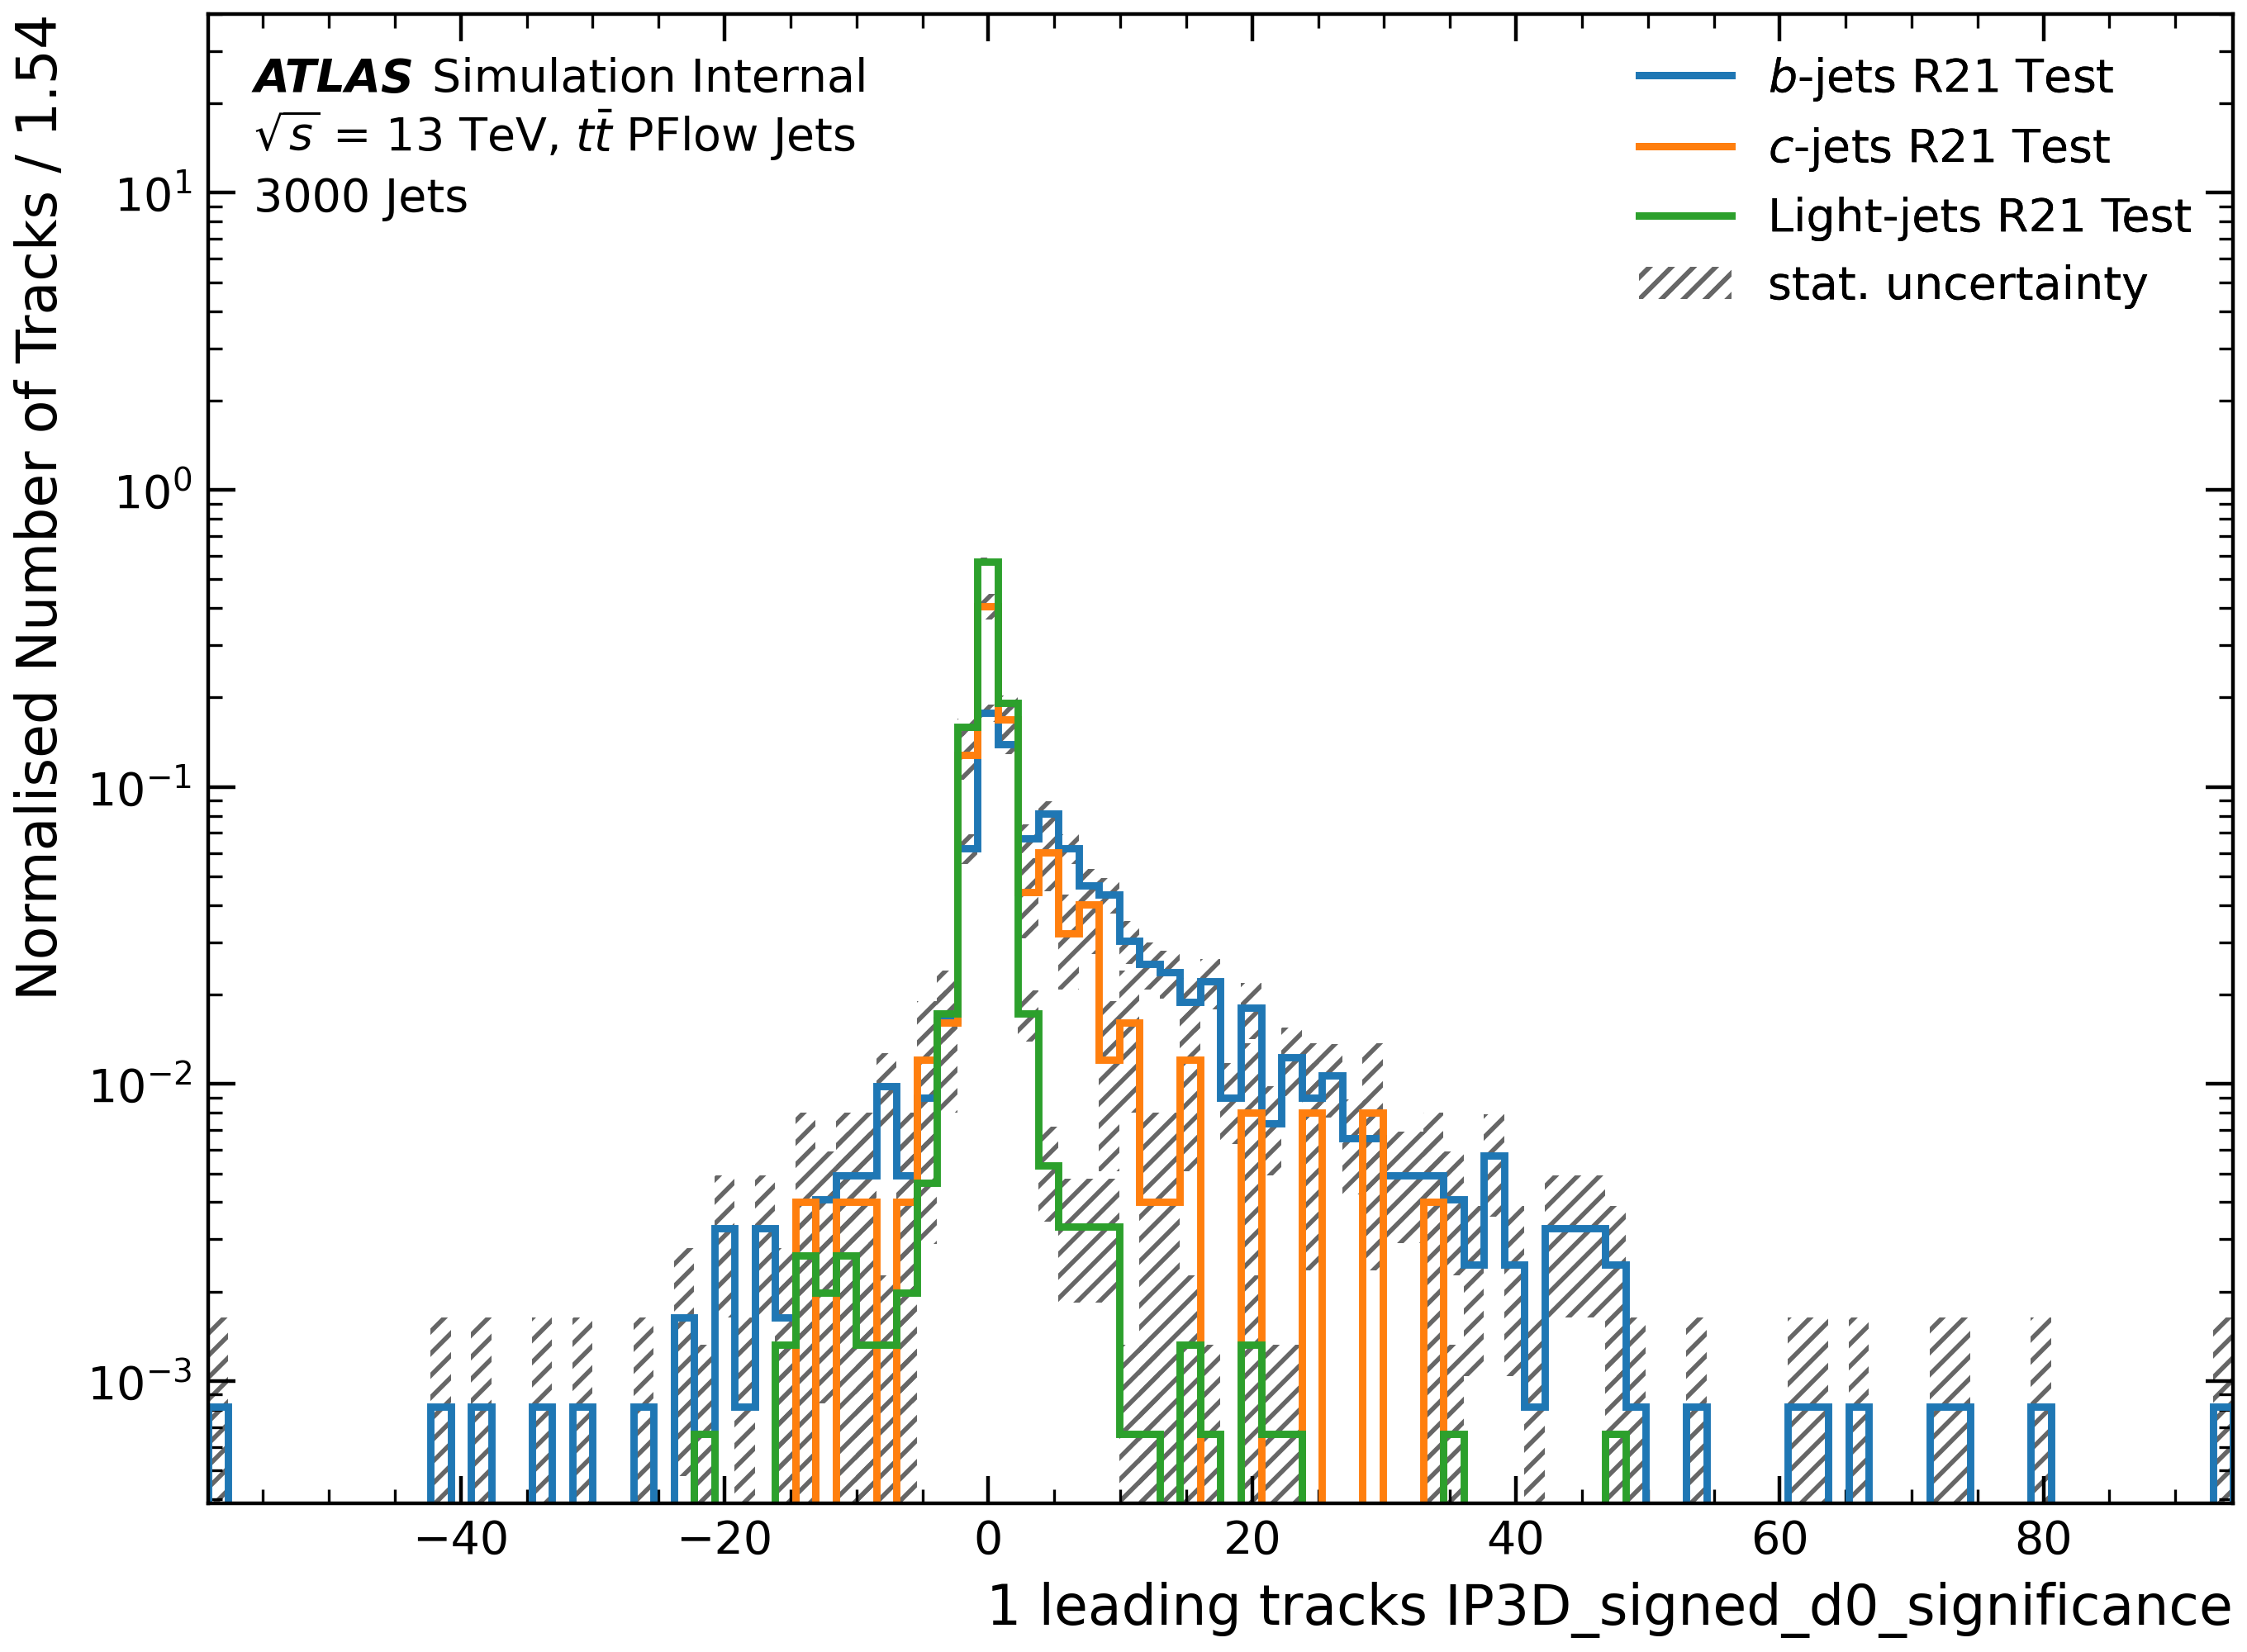 Normalised Number of Tracks / 1.54
ATLAS Simulation Internal
√s = 13 TeV, tt̄ PFlow Jets
3000 Jets
b-jets R21 Test
c-jets R21 Test
Light-jets R21 Test
stat. uncertainty
10¹
10⁰
10⁻¹
10⁻²
10⁻³
−40 −20 0 20 40 60 80
1 leading tracks IP3D_signed_d0_significance